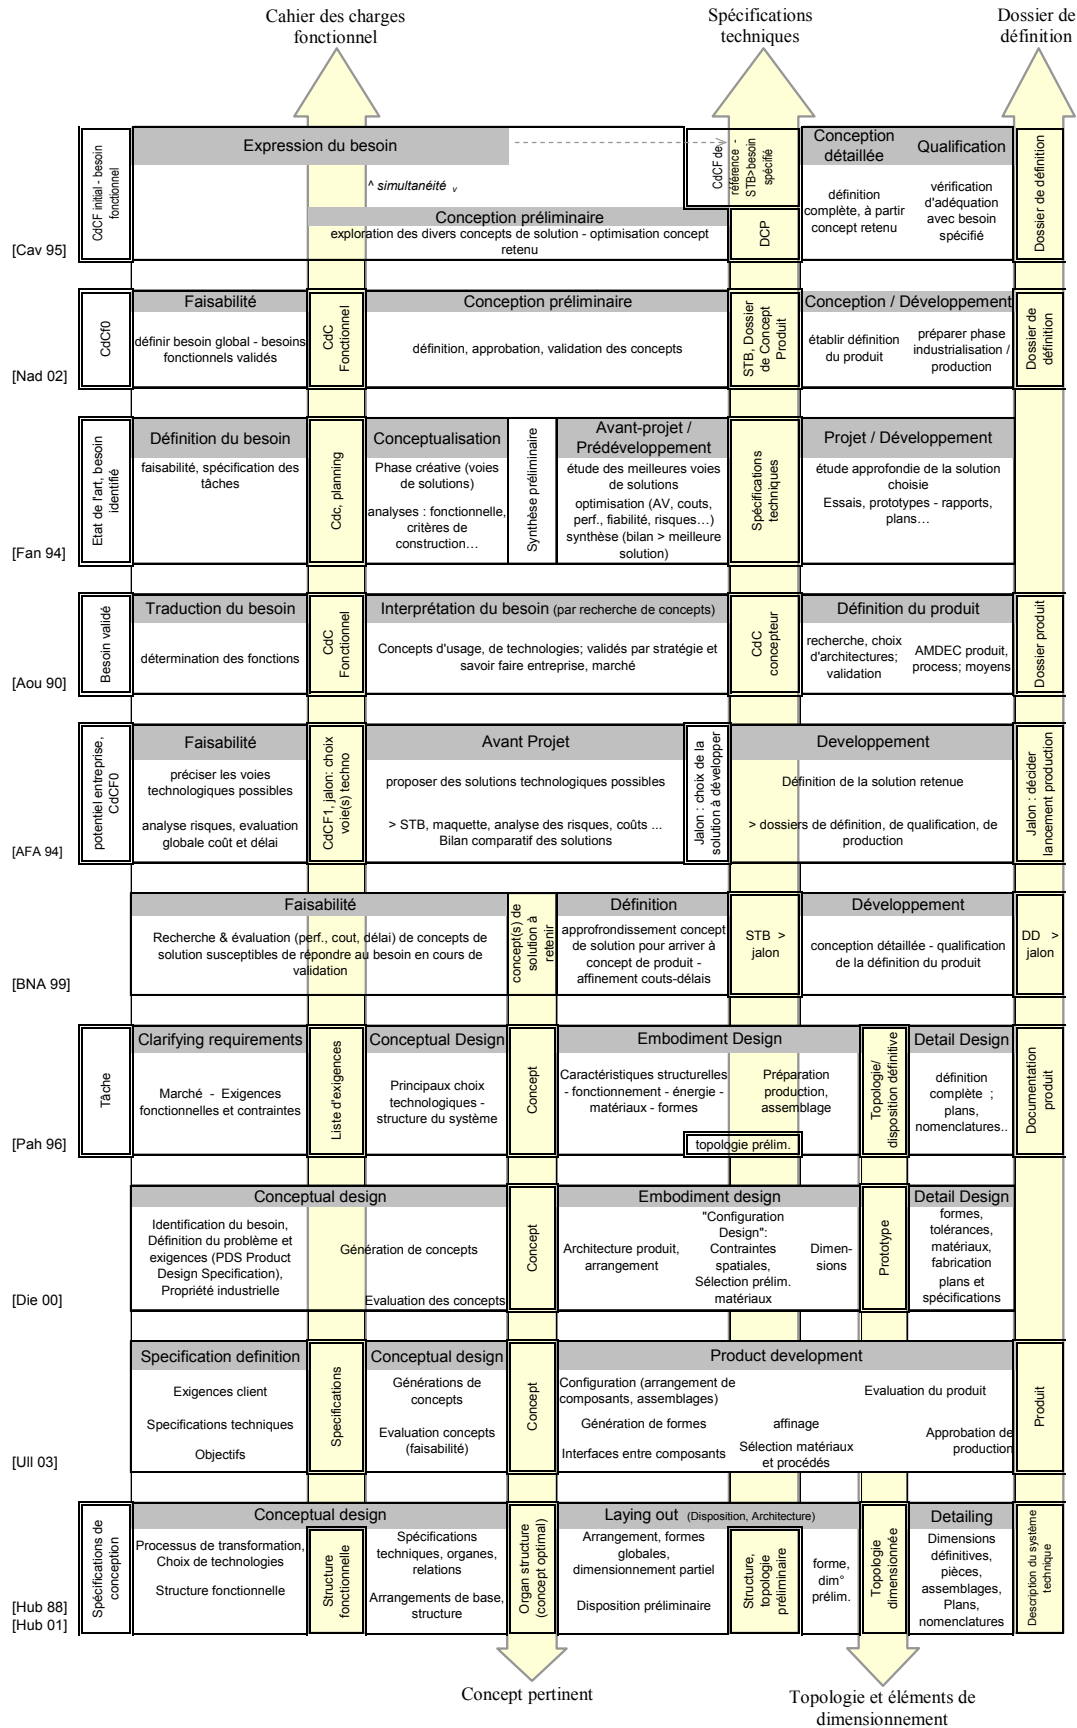 Cahier des charges
fonctionnel
Spécifications
techniques
Dossier de
définition
[Cav 95]
CdCF initial - besoin
fonctionnel
Expression du besoin
^ simultanéité v
Conception préliminaire
exploration des divers concepts de solution - optimisation concept
retenu
CdCF de
référence -
STB>besoin
spécifié
DCP
Conception
détaillée
définition
complète, à partir
concept retenu
Qualification
vérification
d'adéquation
avec besoin
spécifié
Dossier de définition
[Nad 02]
CdCf0
Faisabilité
définir besoin global - besoins
fonctionnels validés
CdC
Fonctionnel
Conception préliminaire
définition, approbation, validation des concepts
STB, Dossier
de Concept
Produit
Conception / Développement
établir définition
du produit
préparer phase
industrialisation /
production
Dossier de
définition
[Fan 94]
Etat de l'art, besoin
identifié
Définition du besoin
faisabilité, spécification des
tâches
Cdc, planning
Conceptualisation
Phase créative (voies
de solutions)
analyses : fonctionnelle,
critères de
construction…
Synthèse préliminaire
Avant-projet /
Prédéveloppement
étude des meilleures voies
de solutions
optimisation (AV, couts,
perf., fiabilité, risques…)
synthèse (bilan > meilleure
solution)
Spécifications
techniques
Projet / Développement
étude approfondie de la solution
choisie
Essais, prototypes - rapports,
plans…
[Aou 90]
Besoin validé
Traduction du besoin
détermination des fonctions
CdC
Fonctionnel
Interprétation du besoin (par recherche de concepts)
Concepts d'usage, de technologies; validés par stratégie et
savoir faire entreprise, marché
CdC
concepteur
Définition du produit
recherche, choix
d'architectures;
validation
AMDEC produit,
process; moyens
Dossier produit
[AFA 94]
potentiel entreprise,
CdCF0
Faisabilité
préciser les voies
technologiques possibles
analyse risques, evaluation
globale coût et délai
CdCF1, jalon: choix
voie(s) techno
Avant Projet
proposer des solutions technologiques possibles
> STB, maquette, analyse des risques, coûts ...
Bilan comparatif des solutions
Jalon : choix de la
solution à développer
Developpement
Définition de la solution retenue
> dossiers de définition, de qualification, de
production
Jalon : décider
lancement production
[BNA 99]
Faisabilité
Recherche & évaluation (perf., cout, délai) de concepts de
solution susceptibles de répondre au besoin en cours de
validation
concept(s) de
solution à
retenir
Définition
approfrondissement concept
de solution pour arriver à
concept de produit -
affinement couts-délais
STB >
jalon
Développement
conception détaillée - qualification
de la définition du produit
DD >
jalon
[Pah 96]
Tâche
Clarifying requirements
Marché - Exigences
fonctionnelles et contraintes
Liste d'exigences
Conceptual Design
Principaux choix
technologiques -
structure du système
Concept
Embodiment Design
Caractéristiques structurelles
- fonctionnement - énergie -
matériaux - formes
Préparation
production,
assemblage
topologie prélim.
Topologie/
disposition définitive
Detail Design
définition
complète ;
plans,
nomenclatures..
Documentation
produit
[Die 00]
Conceptual design
Identification du besoin,
Définition du problème et
exigences (PDS Product
Design Specification),
Propriété industrielle
Génération de concepts
Evaluation des concepts
Concept
Embodiment design
Architecture produit,
arrangement
"Configuration
Design":
Contraintes
spatiales,
Sélection prélim.
matériaux
Dimen-
sions
Prototype
Detail Design
formes,
tolérances,
matériaux,
fabrication
plans et
spécifications
[Ull 03]
Specification definition
Exigences client
Specifications techniques
Objectifs
Specifications
Conceptual design
Générations de
concepts
Evaluation concepts
(faisabilité)
Concept
Product development
Configuration (arrangement de
composants, assemblages)
Génération de formes
Interfaces entre composants
affinage
Sélection matériaux
et procédés
Evaluation du produit
Approbation de
production
Produit
[Hub 88]
[Hub 01]
Spécifications de
conception
Conceptual design
Processus de transformation,
Choix de technologies
Structure fonctionnelle
Structure
fonctionnelle
Spécifications
techniques, organes,
relations
Arrangements de base,
structure
Organ structure
(concept optimal)
Laying out (Disposition, Architecture)
Arrangement, formes
globales,
dimensionnement partiel
Disposition préliminaire
Structure,
topologie
préliminaire
forme,
dim°
prélim.
Topologie
dimensionnée
Detailing
Dimensions
définitives,
pièces,
assemblages,
Plans,
nomenclatures
Description du système
technique
Concept pertinent
Topologie et éléments de
dimensionnement